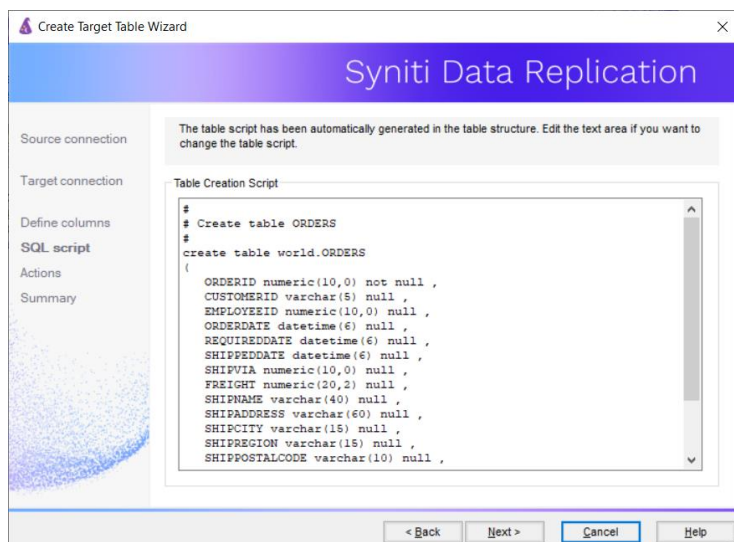 Create Target Table Wizard
Syniti Data Replication
Source connection
Target connection
Define columns
SQL script
Actions
Summary
The table script has been automatically generated in the table structure. Edit the text area if you want to
change the table script.
Table Creation Script
#
# Create table ORDERS
#
create table world.ORDERS
(
ORDERID numeric(10,0) not null ,
CUSTOMERID varchar(5) null ,
EMPLOYEEID numeric(10,0) null ,
ORDERDATE datetime(6) null ,
REQUIREDDATE datetime(6) null ,
SHIPPEDDATE datetime(6) null ,
SHIPVIA numeric(10,0) null ,
FREIGHT numeric(20,2) null ,
SHIPNAME varchar(40) null ,
SHIPADDRESS varchar(60) null ,
SHIPCITY varchar(15) null ,
SHIPREGION varchar(15) null ,
SHIPPOSTALCODE varchar(10) null ,
< Back Next > Cancel Help